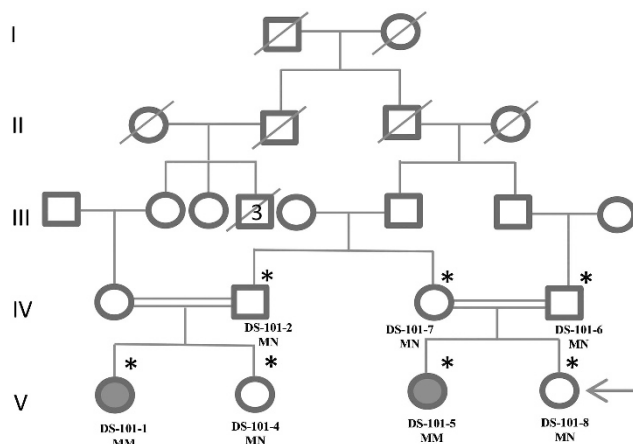 I
II
III
3
IV
* * *
DS-101-2
MN
DS-101-7
MN
DS-101-6
MN
V
* * * *
DS-101-1
MM
DS-101-4
MN
DS-101-5
MM
DS-101-8
MN